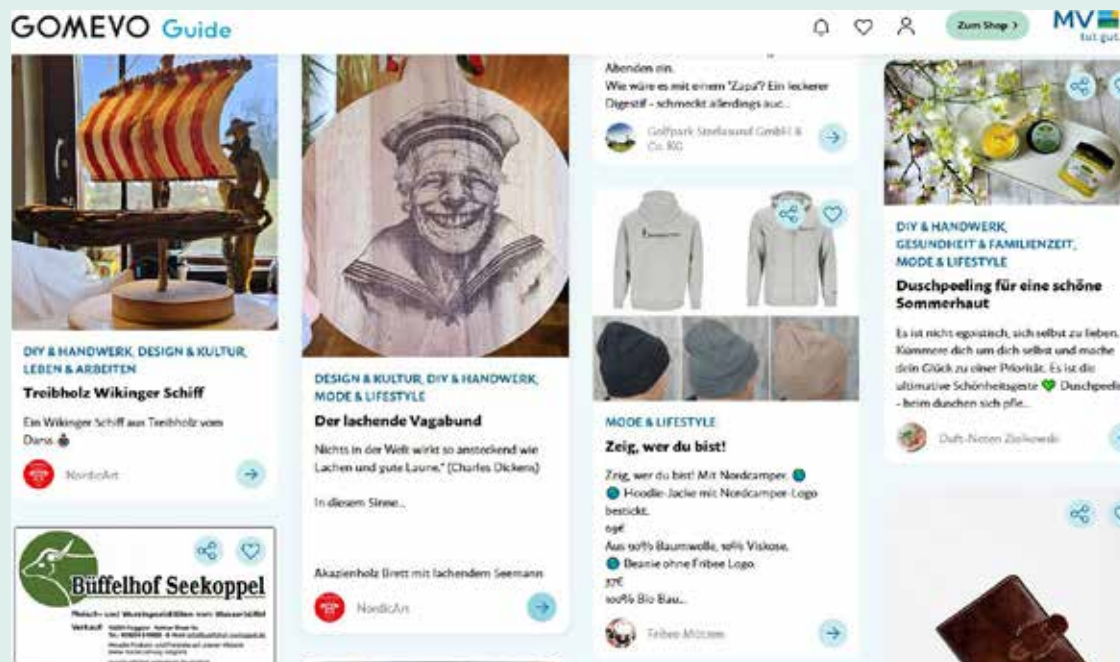 GOMEVO Guide
Zum Shop >
MV
tut gut.
DIY & HANDWERK, DESIGN & KULTUR,
LEBEN & ARBEITEN
Treibholz Wikinger Schiff
Ein Wikinger Schiff aus Treibholz vom
Darss
NordicArt
Büffelhof Seekoppel
Fleisch- und Wurstspezialitäten vom Wasserbüffel
Verkauf
DESIGN & KULTUR, DIY & HANDWERK,
MODE & LIFESTYLE
Der lachende Vagabund
Nichts in der Welt wirkt so ansteckend wie
Lachen und gute Laune." (Charles Dickens)
In diesem Sinne...
Akazienholz Brett mit lachendem Seemann
NordicArt
Abenden ein.
Wie wäre es mit einem "Zapa"? Ein leckerer
Digestif - schmeckt allerdings auc...
Golfpark Strelasund GmbH &
Co. KG
MODE & LIFESTYLE
Zeig, wer du bist!
Zeig, wer du bist! Mit Nordcamper.
Hoodie-Jacke mit Nordcamper-Logo
bestickt.
69€
Aus 90% Baumwolle, 10% Viskose,
Beanie ohne Fribee Logo.
37€
100% Bio Bau...
Fribee Mützen
DIY & HANDWERK,
GESUNDHEIT & FAMILIENZEIT,
MODE & LIFESTYLE
Duschpeeling für eine schöne
Sommerhaut
Es ist nicht egoistisch, sich selbst zu lieben.
Kümmere dich um dich selbst und mache
dein Glück zu einer Priorität. Es ist die
ultimative Schönheitsgeste Duschpeeli
- beim duschen sich pfle...
Duft-Noten Ziolkowski